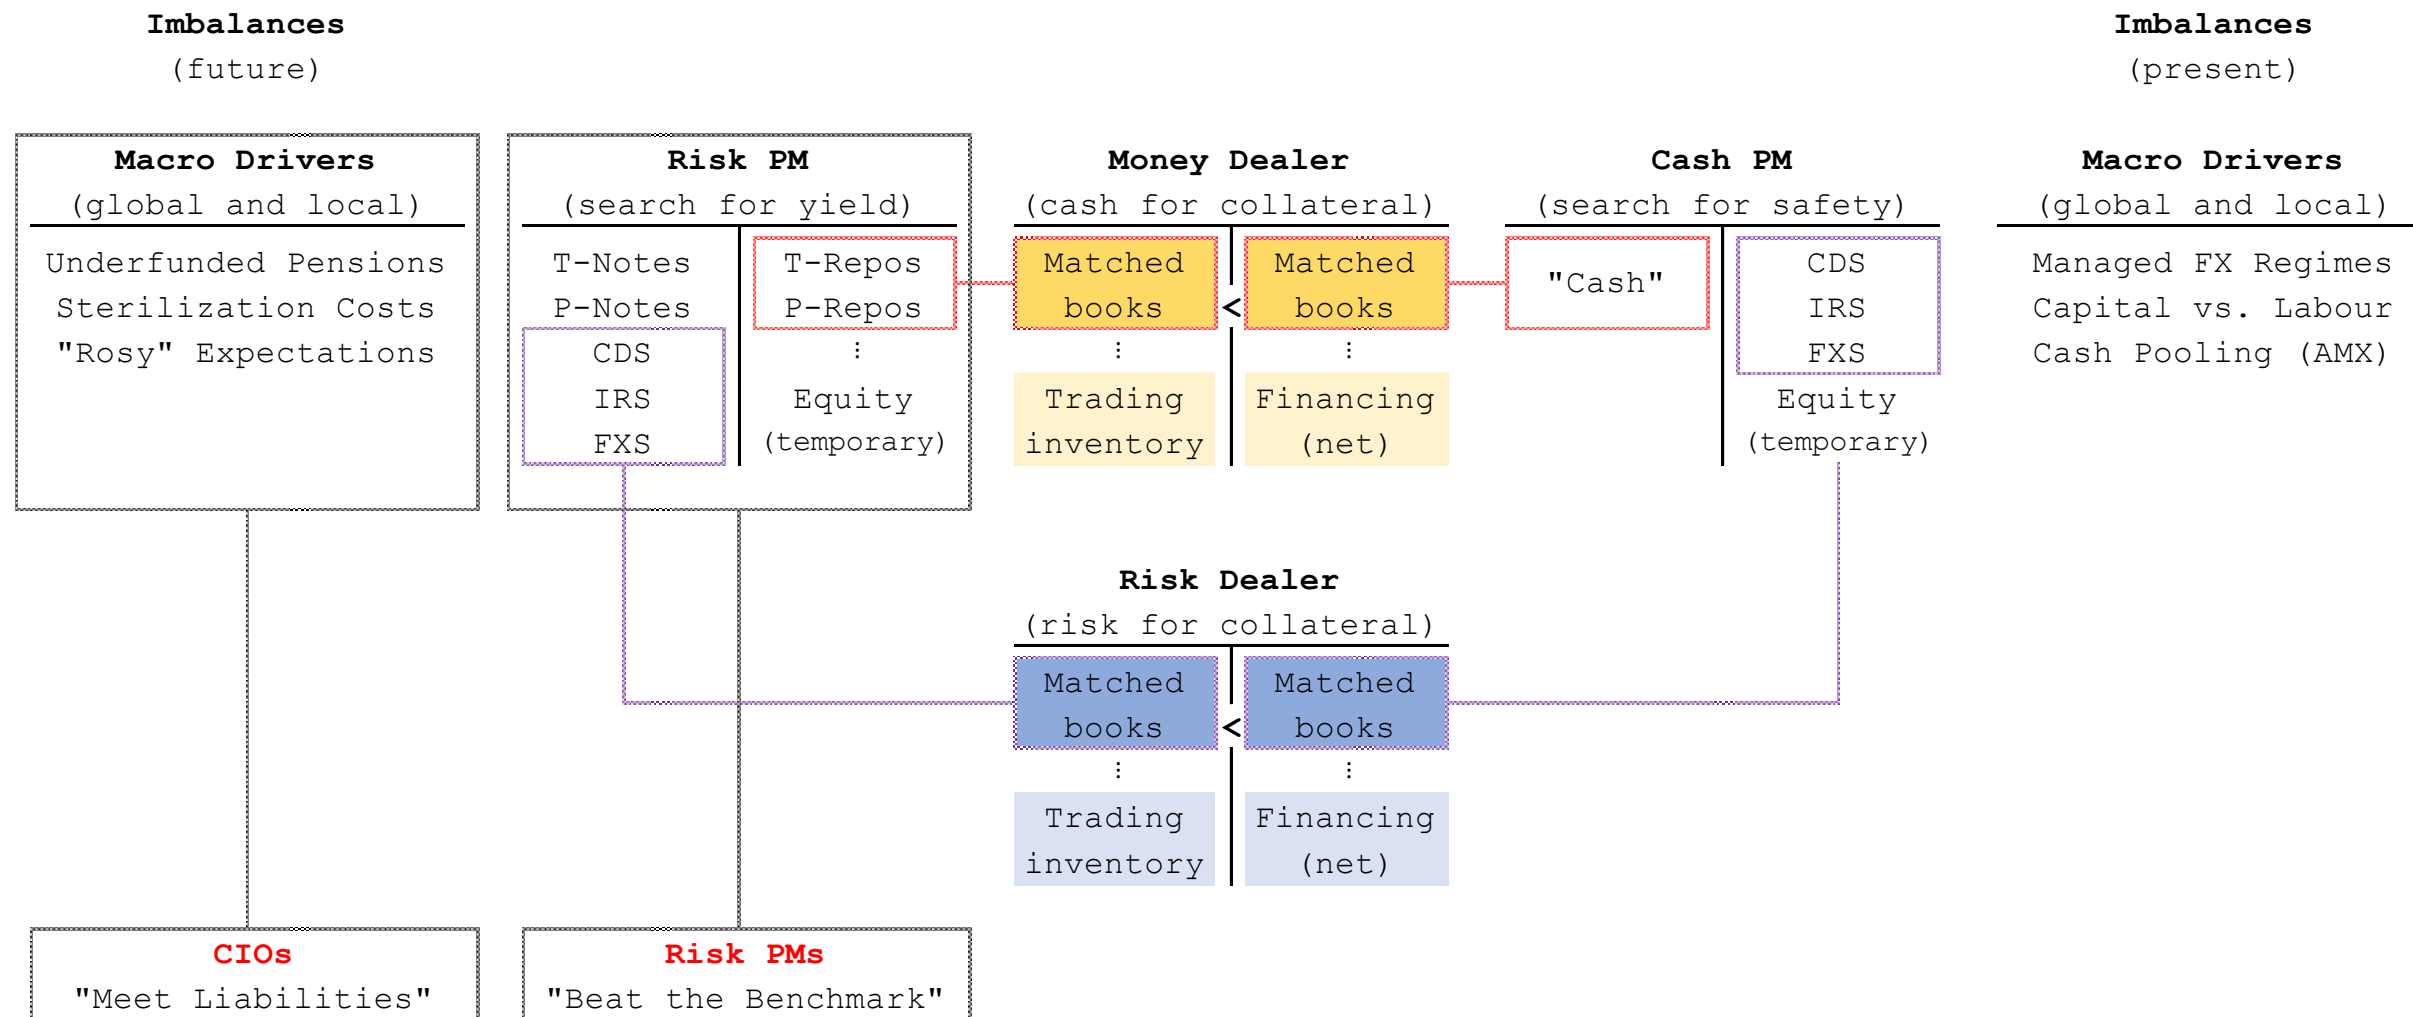 Imbalances
(future)
Imbalances
(present)
Macro Drivers
(global and local)
Underfunded Pensions
Sterilization Costs
"Rosy" Expectations
Risk PM
(search for yield)
T-Notes
P-Notes
CDS
IRS
FXS
T-Repos
P-Repos
⋮
Equity
(temporary)
Money Dealer
(cash for collateral)
Matched
books
⋮
Trading
inventory
<
Matched
books
⋮
Financing
(net)
Cash PM
(search for safety)
"Cash"
CDS
IRS
FXS
Equity
(temporary)
Macro Drivers
(global and local)
Managed FX Regimes
Capital vs. Labour
Cash Pooling (AMX)
Risk Dealer
(risk for collateral)
Matched
books
⋮
Trading
inventory
<
Matched
books
⋮
Financing
(net)
CIOs
"Meet Liabilities"
Risk PMs
"Beat the Benchmark"